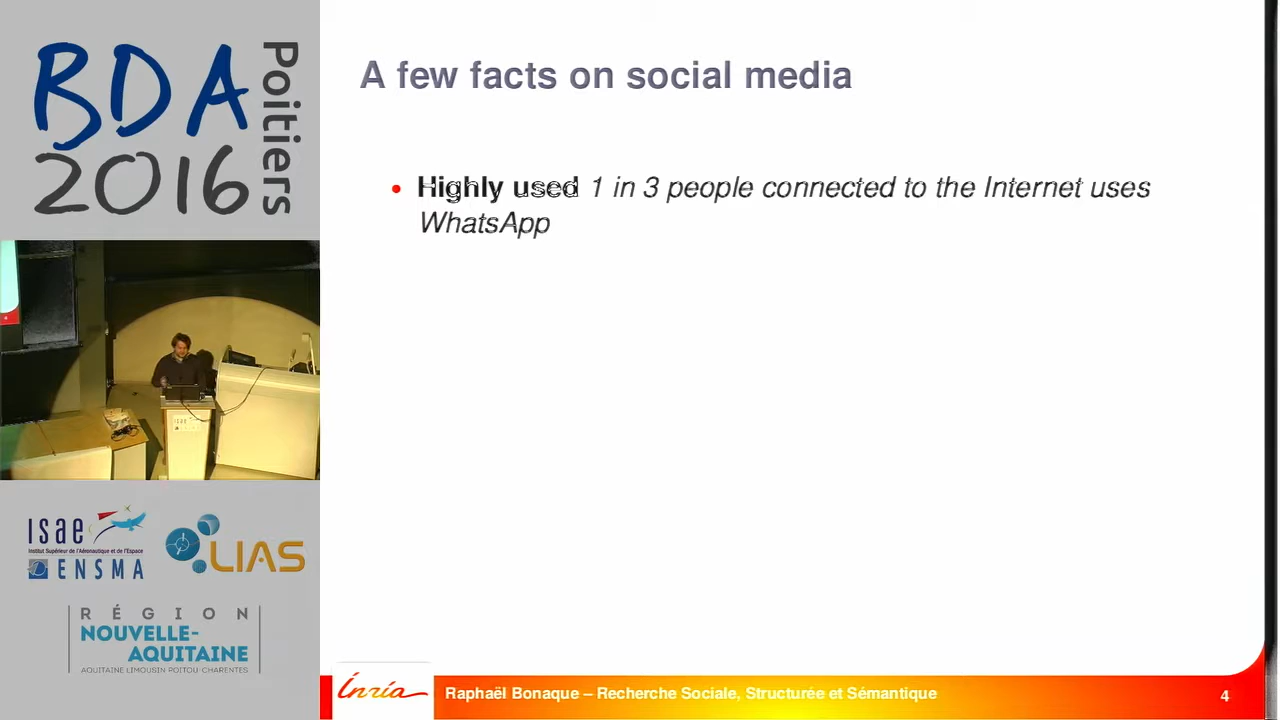 BDA
2016
Poitiers
A few facts on social media
Highly used 1 in 3 people connected to the Internet uses
WhatsApp
isae
Institut Supérieur de l'Aéronautique et de l'Espace
ENSMA
LIAS
RÉGION
NOUVELLE-
AQUITAINE
AQUITAINE LIMOUSIN POITOU-CHARENTES
Inria
Raphaël Bonaque – Recherche Sociale, Structurée et Sémantique
4